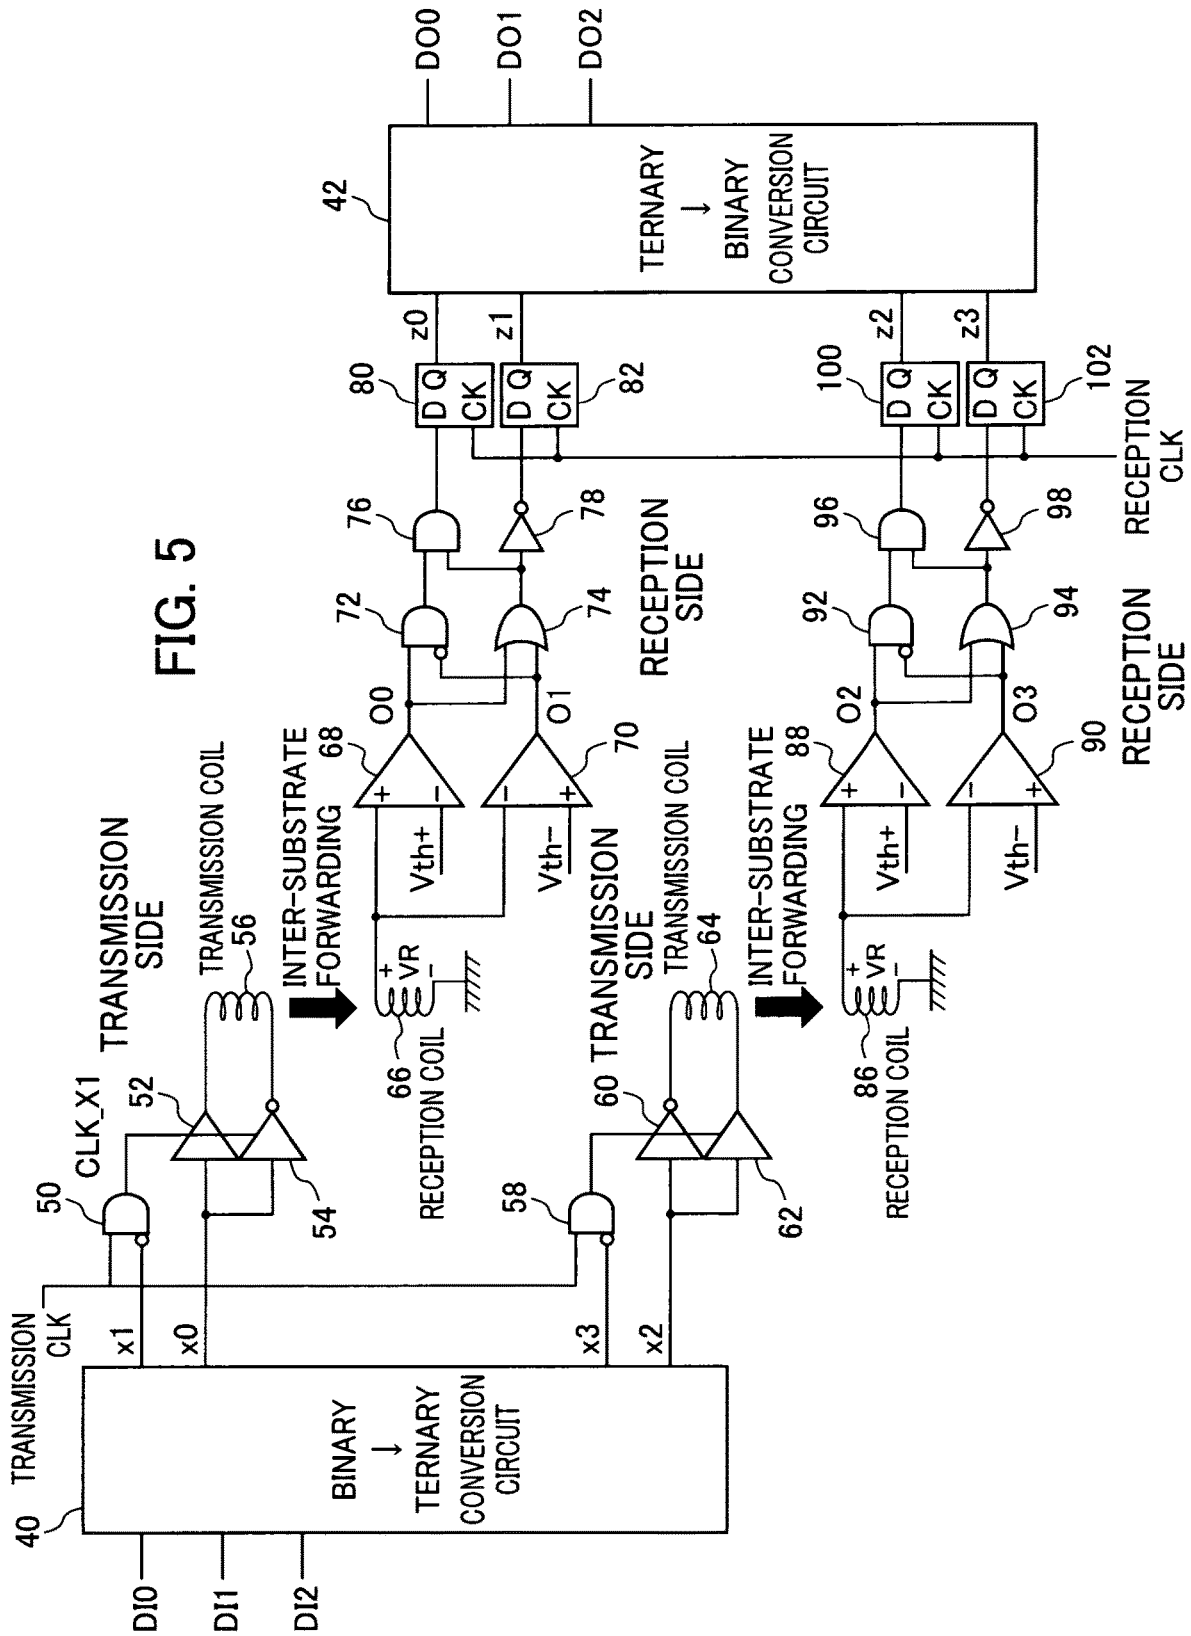 FIG. 5
TRANSMISSION
CLK
40
BINARY
↓
TERNARY
CONVERSION
CIRCUIT
DI0
DI1
DI2
x1
x0
x3
x2
50
CLK_X1
52
54
TRANSMISSION
SIDE
TRANSMISSION COIL
56
INTER-SUBSTRATE
FORWARDING
58
60
62
TRANSMISSION
SIDE
TRANSMISSION COIL
64
INTER-SUBSTRATE
FORWARDING
66
RECEPTION COIL
+
VR
−
Vth+
Vth−
68
+
−
70
−
+
O0
O1
72
74
76
78
RECEPTION
SIDE
80
D Q
CK
82
D Q
CK
z0
z1
86
RECEPTION COIL
+
VR
−
Vth+
Vth−
88
+
−
90
−
+
O2
O3
92
94
96
98
RECEPTION
SIDE
100
D Q
CK
102
D Q
CK
RECEPTION
CLK
z2
z3
42
TERNARY
↓
BINARY
CONVERSION
CIRCUIT
DO0
DO1
DO2